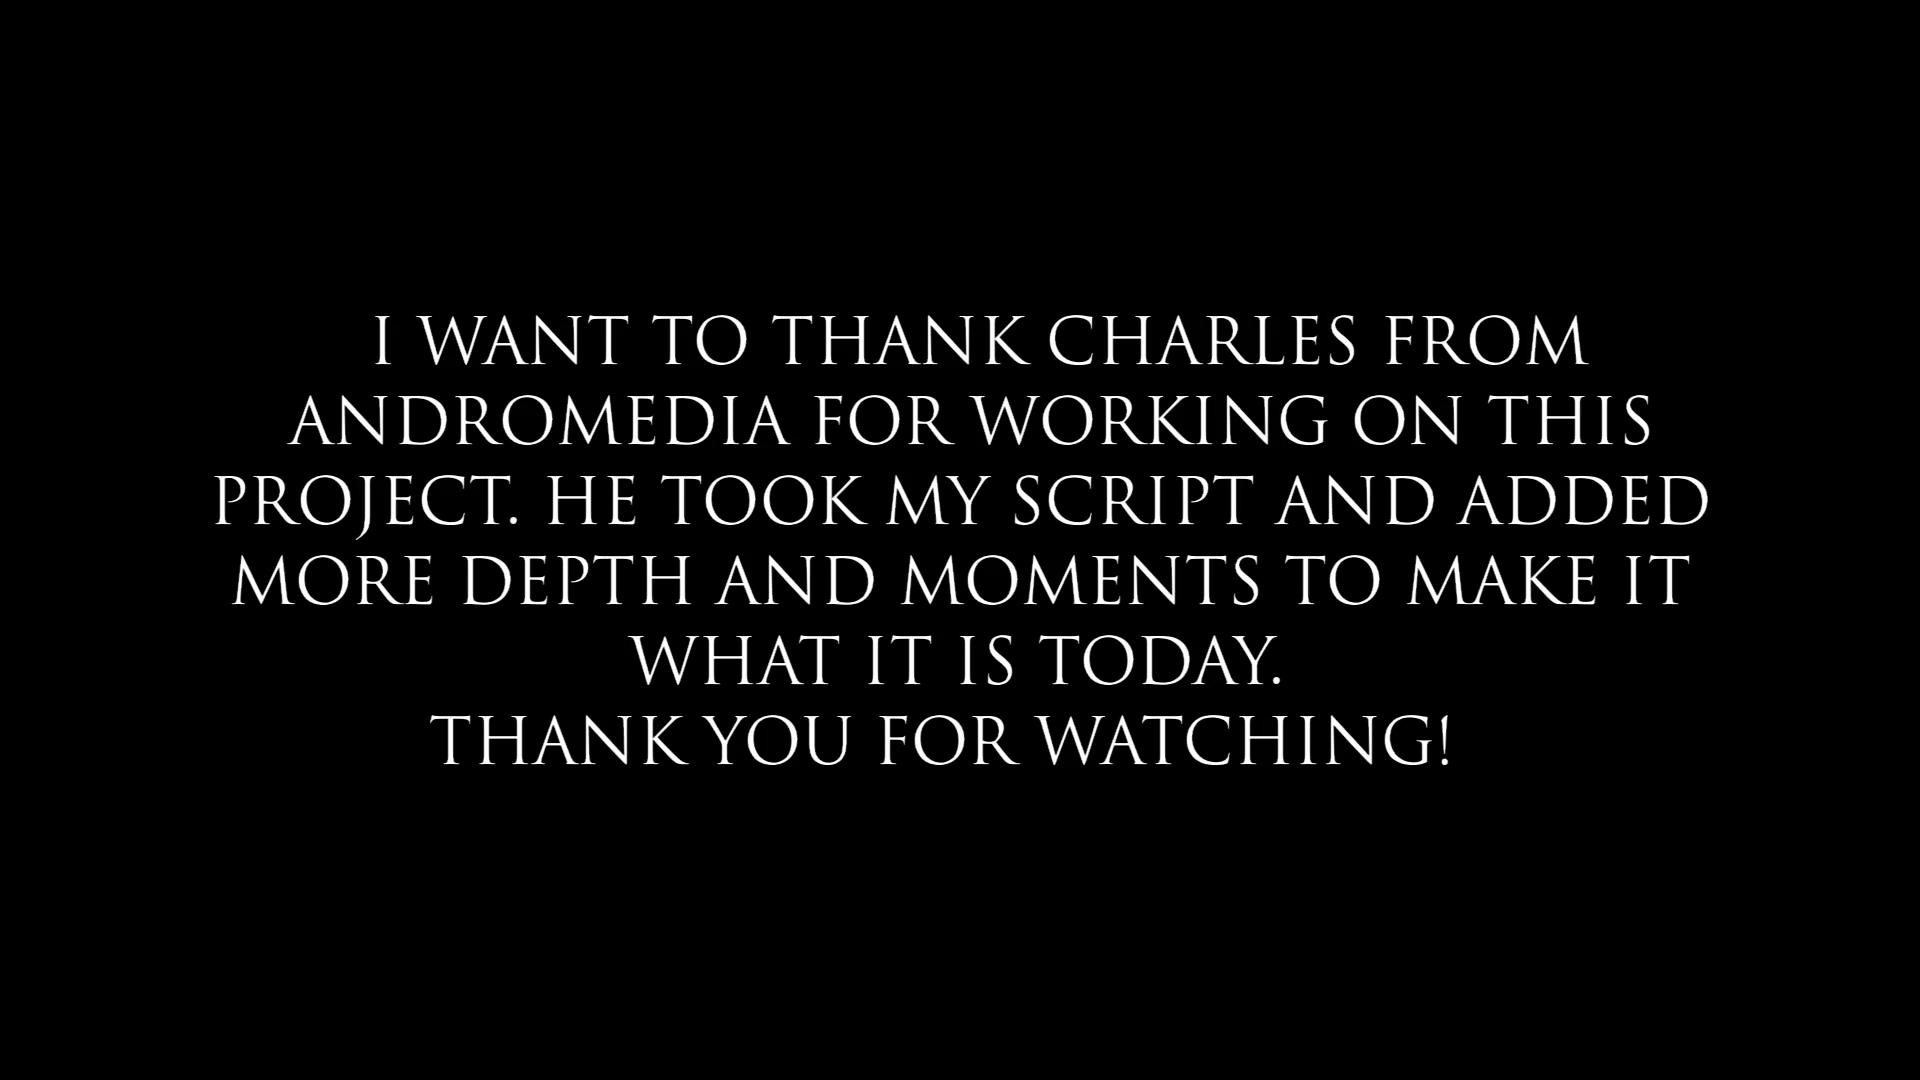 I WANT TO THANK CHARLES FROM
ANDROMEDIA FOR WORKING ON THIS
PROJECT. HE TOOK MY SCRIPT AND ADDED
MORE DEPTH AND MOMENTS TO MAKE IT
WHAT IT IS TODAY.
THANK YOU FOR WATCHING!